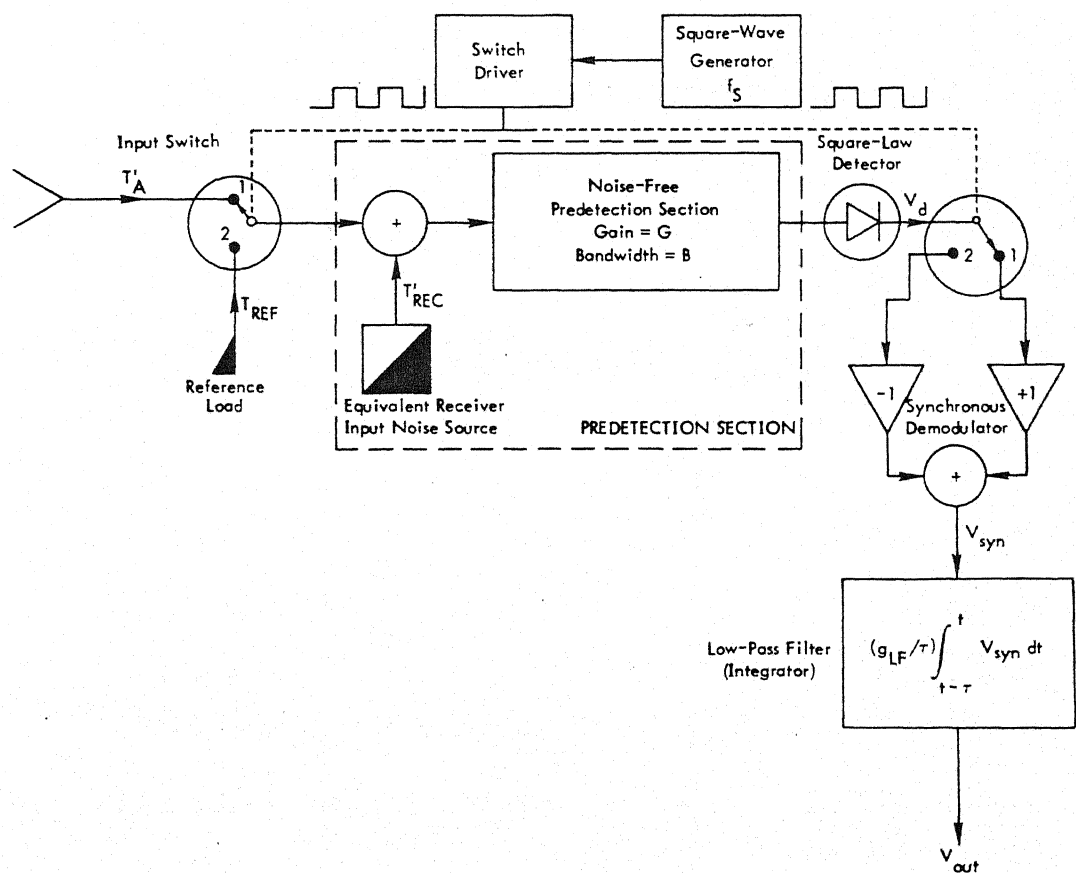 Switch
Driver
Square-Wave
Generator
f_S
Input Switch
T'_A
1
2
T_REF
Reference
Load
+
T'_REC
Equivalent Receiver
Input Noise Source
Noise-Free
Predetection Section
Gain = G
Bandwidth = B
PREDETECTION SECTION
Square-Law
Detector
V_d
2
1
-1
+1
Synchronous
Demodulator
+
V_syn
Low-Pass Filter
(Integrator)
(g_LF/τ)∫_{t-τ}^{t} V_syn dt
V_out